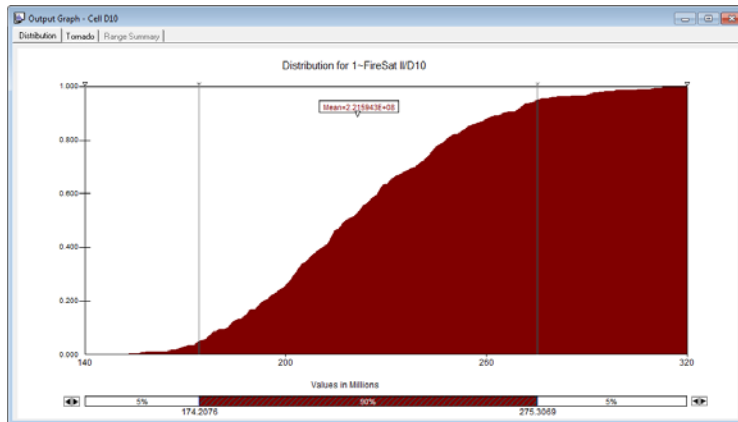 Output Graph - Cell D10
Distribution Tornado Range Summary
Distribution for 1~FireSat II/D10
1.000
Mean=2.215943E+08
0.800
0.600
0.400
0.200
0.000
140 200 260 320
Values in Millions
5% 90% 5%
174.2076 275.3069